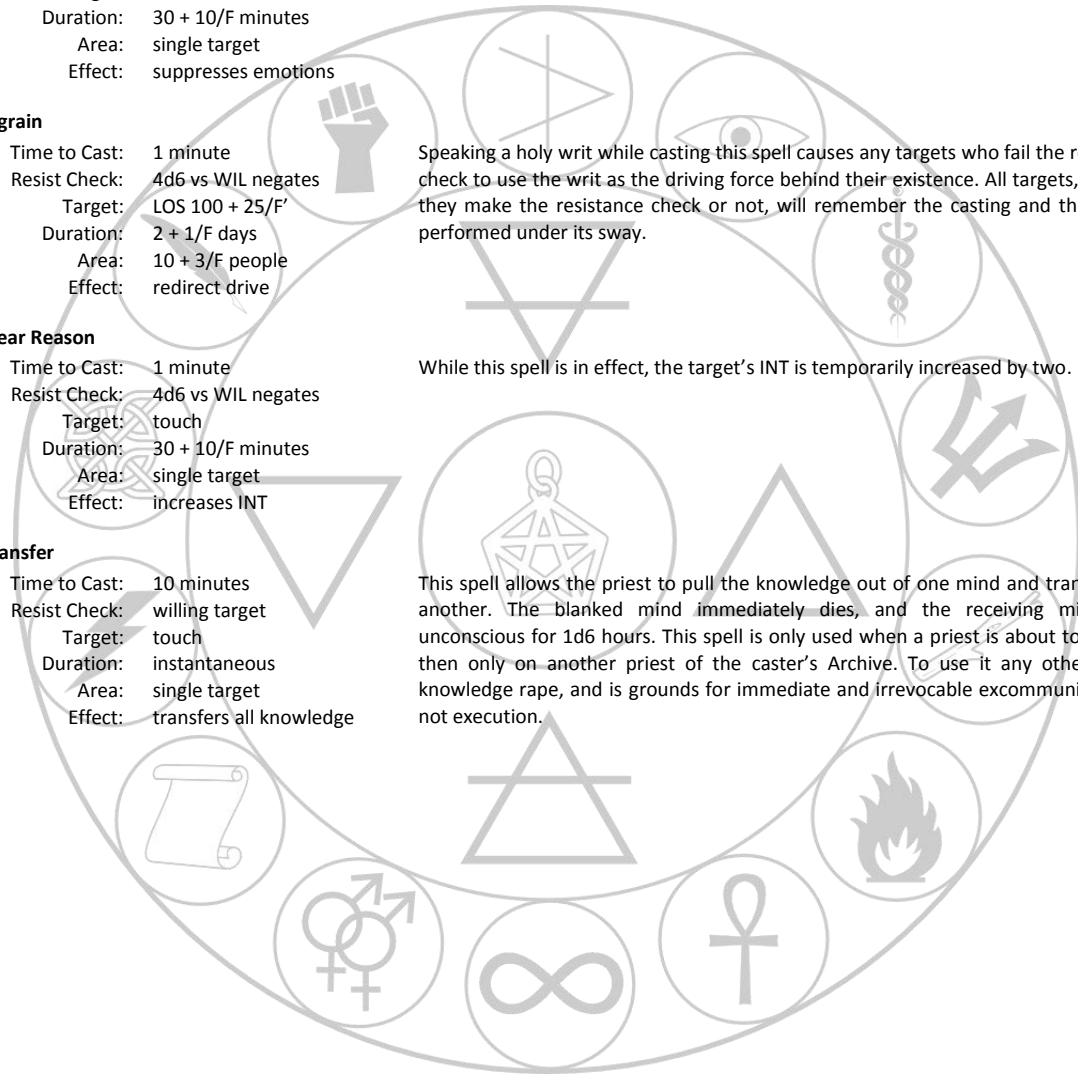 Duration: 30 + 10/F minutes
Area: single target
Effect: suppresses emotions
grain
Time to Cast: 1 minute
Resist Check: 4d6 vs WIL negates
Target: LOS 100 + 25/F'
Duration: 2 + 1/F days
Area: 10 + 3/F people
Effect: redirect drive
Speaking a holy writ while casting this spell causes any targets who fail the r
check to use the writ as the driving force behind their existence. All targets,
they make the resistance check or not, will remember the casting and th
performed under its sway.
ear Reason
Time to Cast: 1 minute
Resist Check: 4d6 vs WIL negates
Target: touch
Duration: 30 + 10/F minutes
Area: single target
Effect: increases INT
While this spell is in effect, the target's INT is temporarily increased by two.
ansfer
Time to Cast: 10 minutes
Resist Check: willing target
Target: touch
Duration: instantaneous
Area: single target
Effect: transfers all knowledge
This spell allows the priest to pull the knowledge out of one mind and tran
another. The blanked mind immediately dies, and the receiving mi
unconscious for 1d6 hours. This spell is only used when a priest is about to
then only on another priest of the caster's Archive. To use it any othe
knowledge rape, and is grounds for immediate and irrevocable excommuni
not execution.